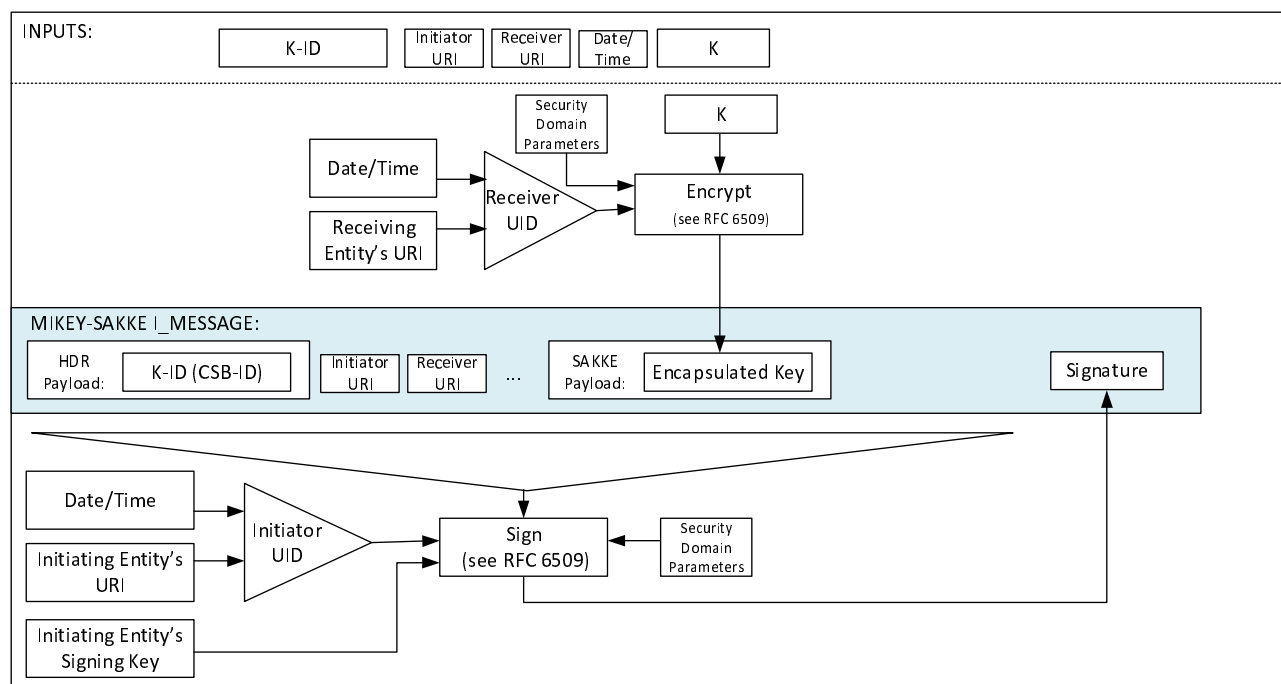 INPUTS:
K-ID
Initiator
URI
Receiver
URI
Date/
Time
K
Security
Domain
Parameters
K
Date/Time
Receiving
Entity's URI
Receiver
UID
Encrypt
(see RFC 6509)
MIKEY-SAKKE I_MESSAGE:
HDR
Payload:
K-ID (CSB-ID)
Initiator
URI
Receiver
URI
...
SAKKE
Payload:
Encapsulated Key
Signature
Date/Time
Initiating Entity's
URI
Initiator
UID
Sign
(see RFC 6509)
Security
Domain
Parameters
Initiating Entity's
Signing Key